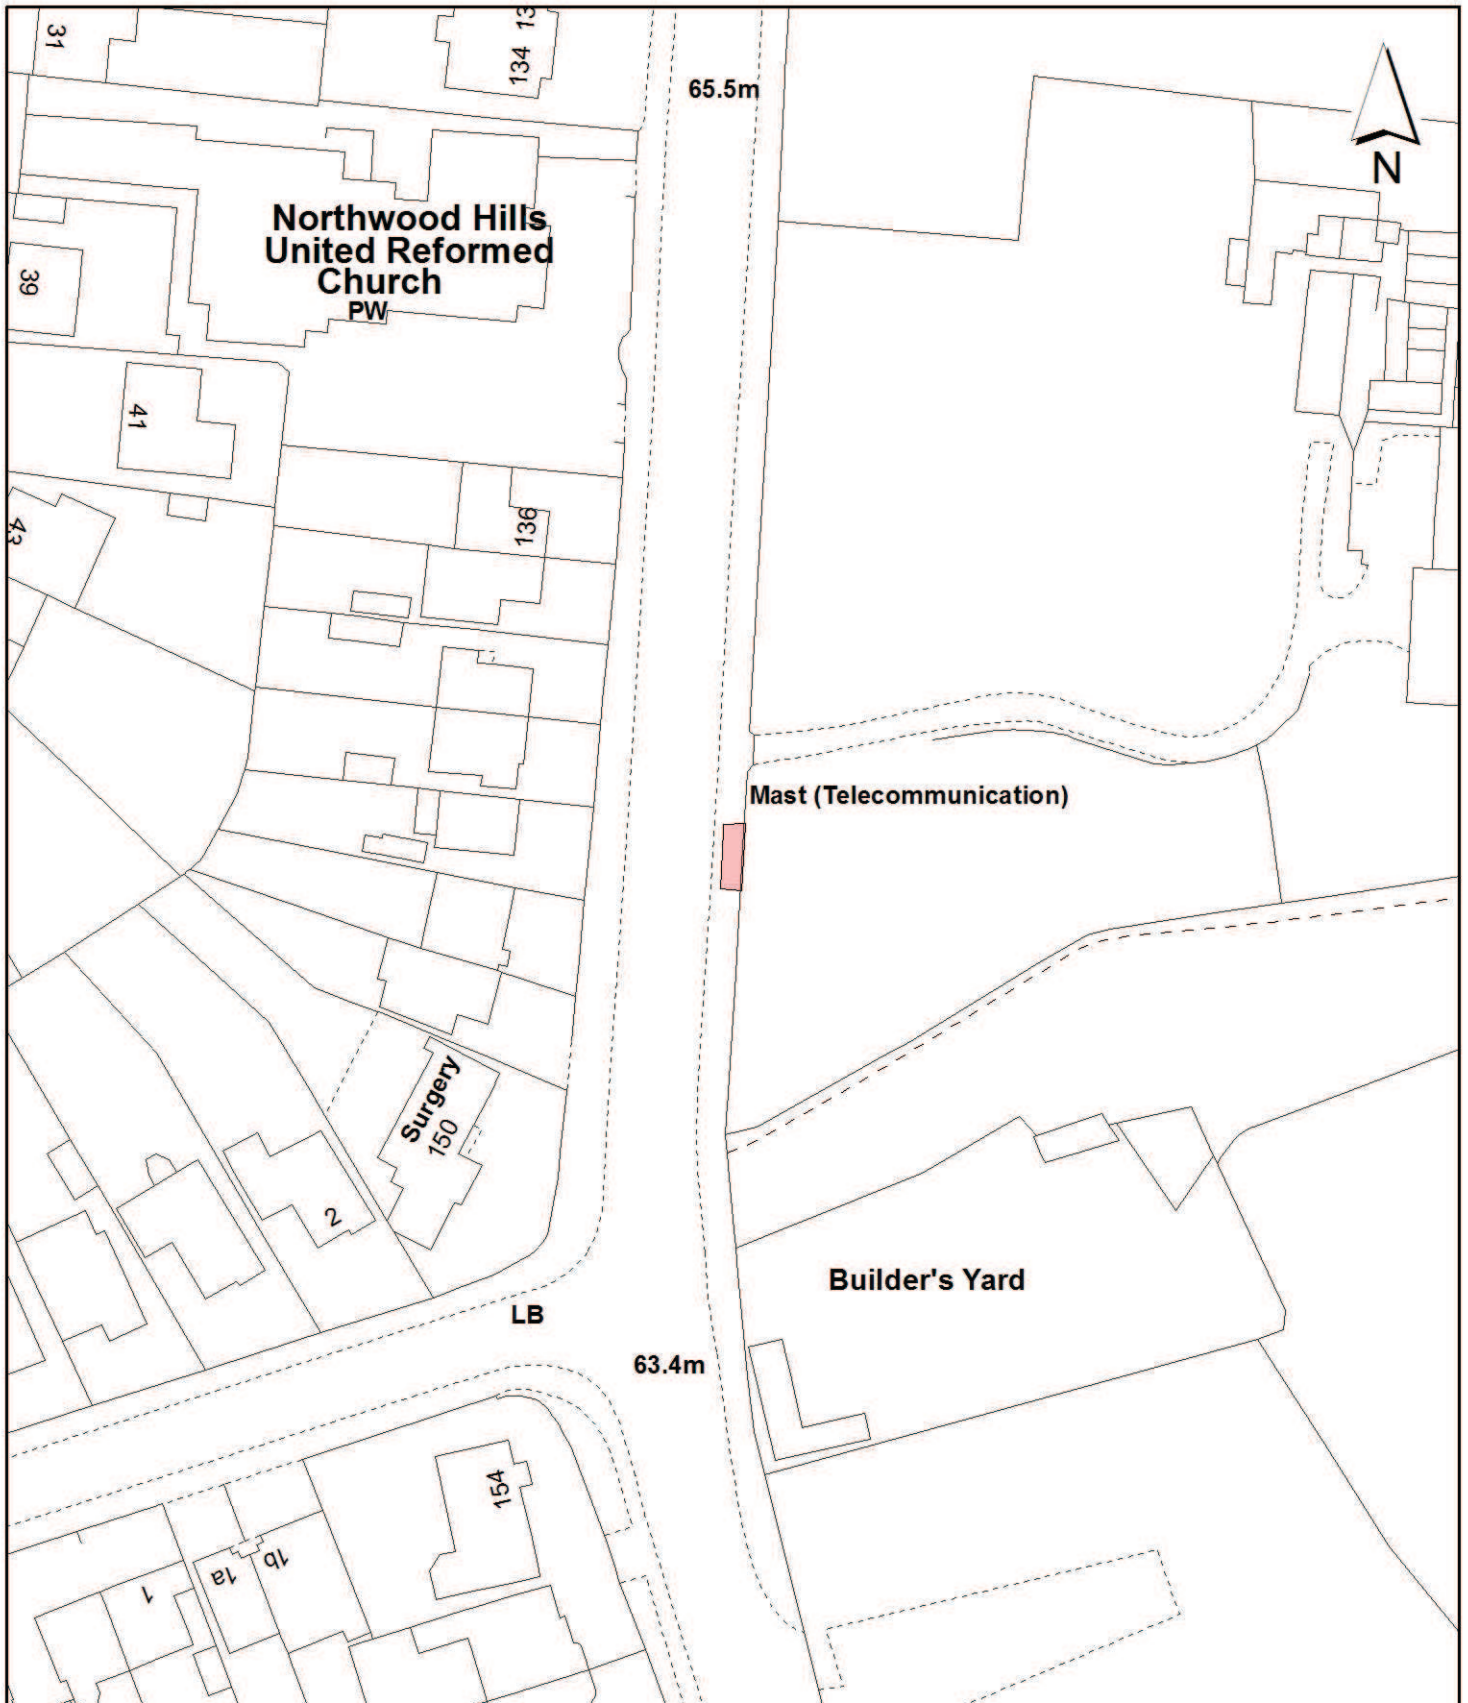 31
13
134
65.5m
N
Northwood Hills
United Reformed
Church
PW
39
41
136
43
Mast (Telecommunication)
Surgery
150
2
Builder's Yard
LB
63.4m
154
1b
1a
1